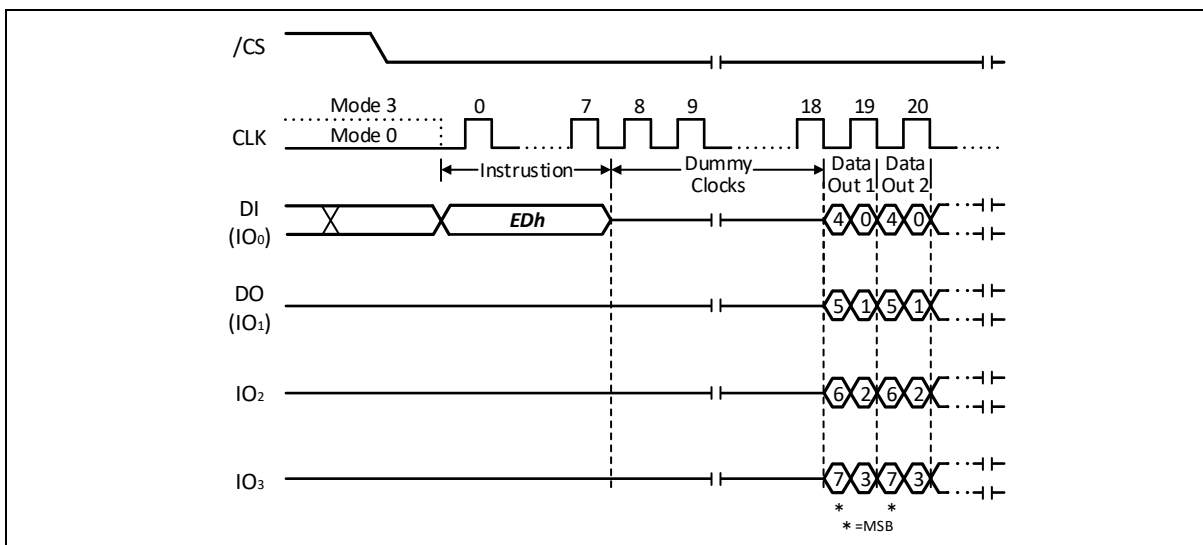 /CS
Mode 3
Mode 0
CLK
0 7 8 9 18 19 20
Instrustion
Dummy Clocks
Data Out 1
Data Out 2
DI (IO0)
EDh
4 0 4 0
DO (IO1)
5 1 5 1
IO2
6 2 6 2
IO3
7 3 7 3
* *
* =MSB